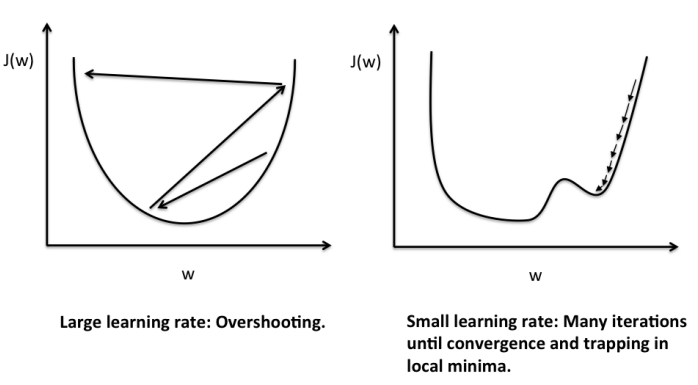 J(w)
w
Large learning rate: Overshooting.
J(w)
w
Small learning rate: Many iterations
until convergence and trapping in
local minima.